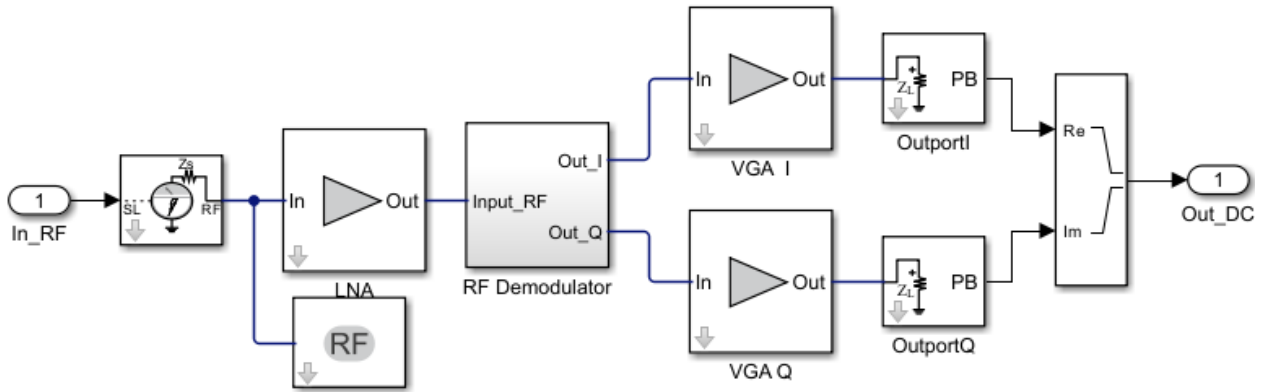 1
In_RF
SL
Zs
RF
In
Out
LNA
RF
Input_RF
Out_I
Out_Q
RF Demodulator
In
Out
VGA I
ZL
PB
OutportI
In
Out
VGA Q
ZL
PB
OutportQ
Re
Im
1
Out_DC